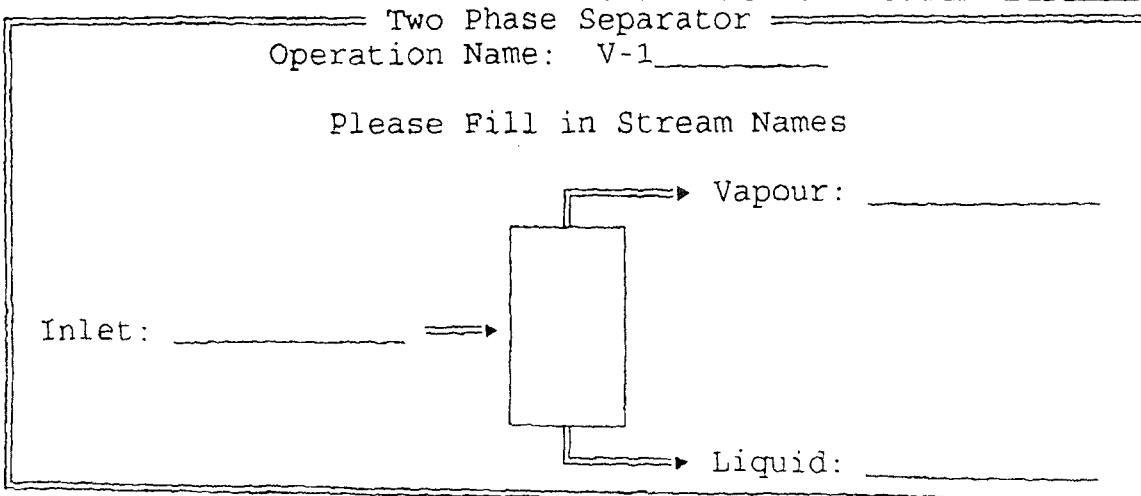 Two Phase Separator
Operation Name: V-1
Please Fill in Stream Names
Vapour:
Inlet:
Liquid: